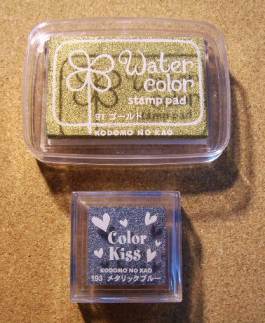 Water
color
stamp pad
91 ゴールド
KODOMO NO KAO
Color
Kiss
KODOMO NO KAO
193 メタリックブルー